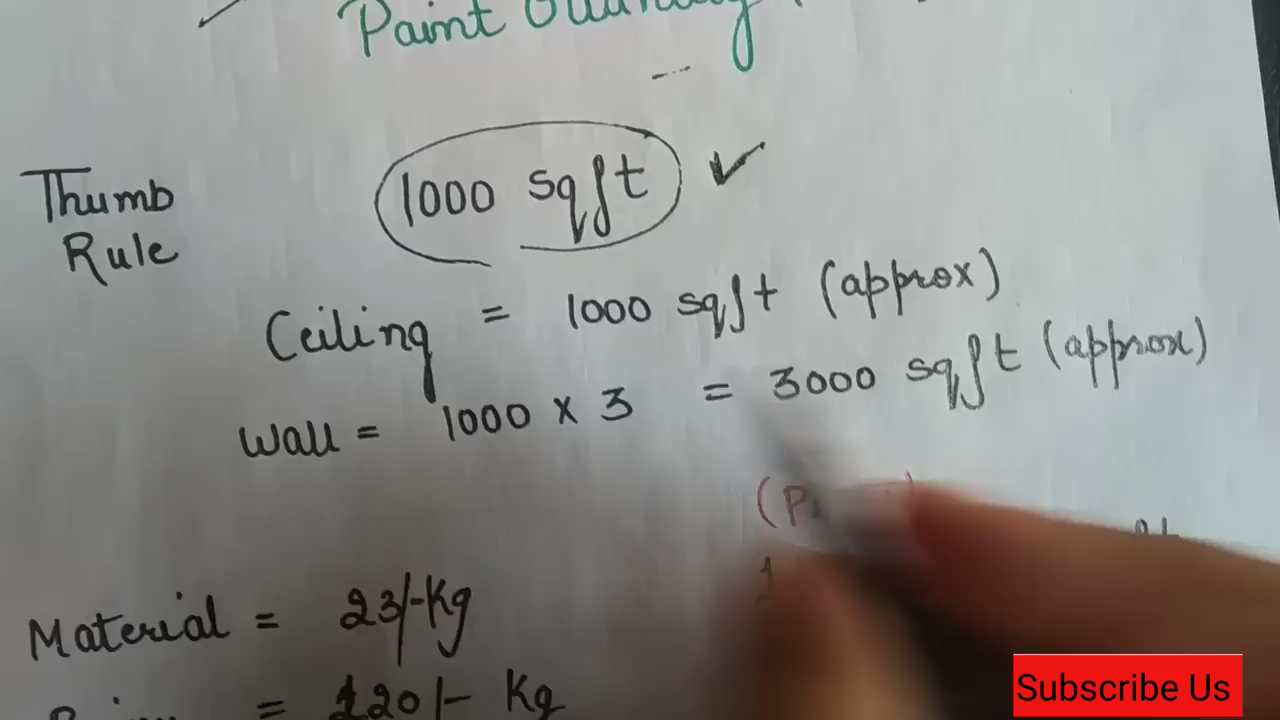 Paint
Thumb
Rule
1000 sqft ✓
Ceiling = 1000 sqft (approx)
Wall = 1000 x 3 = 3000 sqft (approx)
Material = 23/-Kg
= 120/- Kg
Subscribe Us